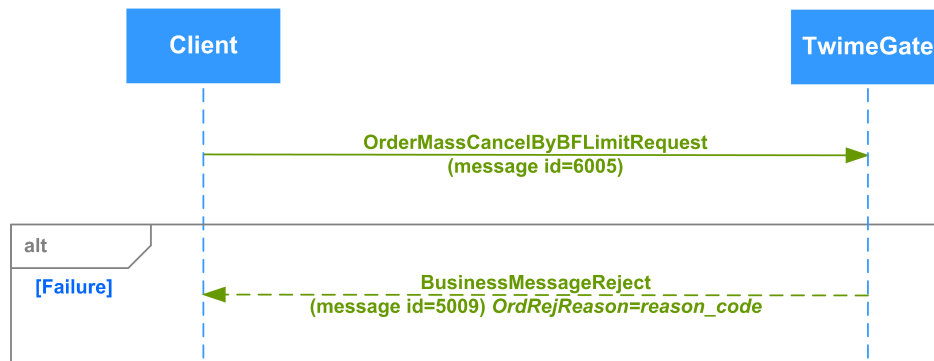 Client
TwimeGate
OrderMassCancelByBFLimitRequest
(message id=6005)
alt
[Failure]
BusinessMessageReject
(message id=5009) OrdRejReason=reason_code